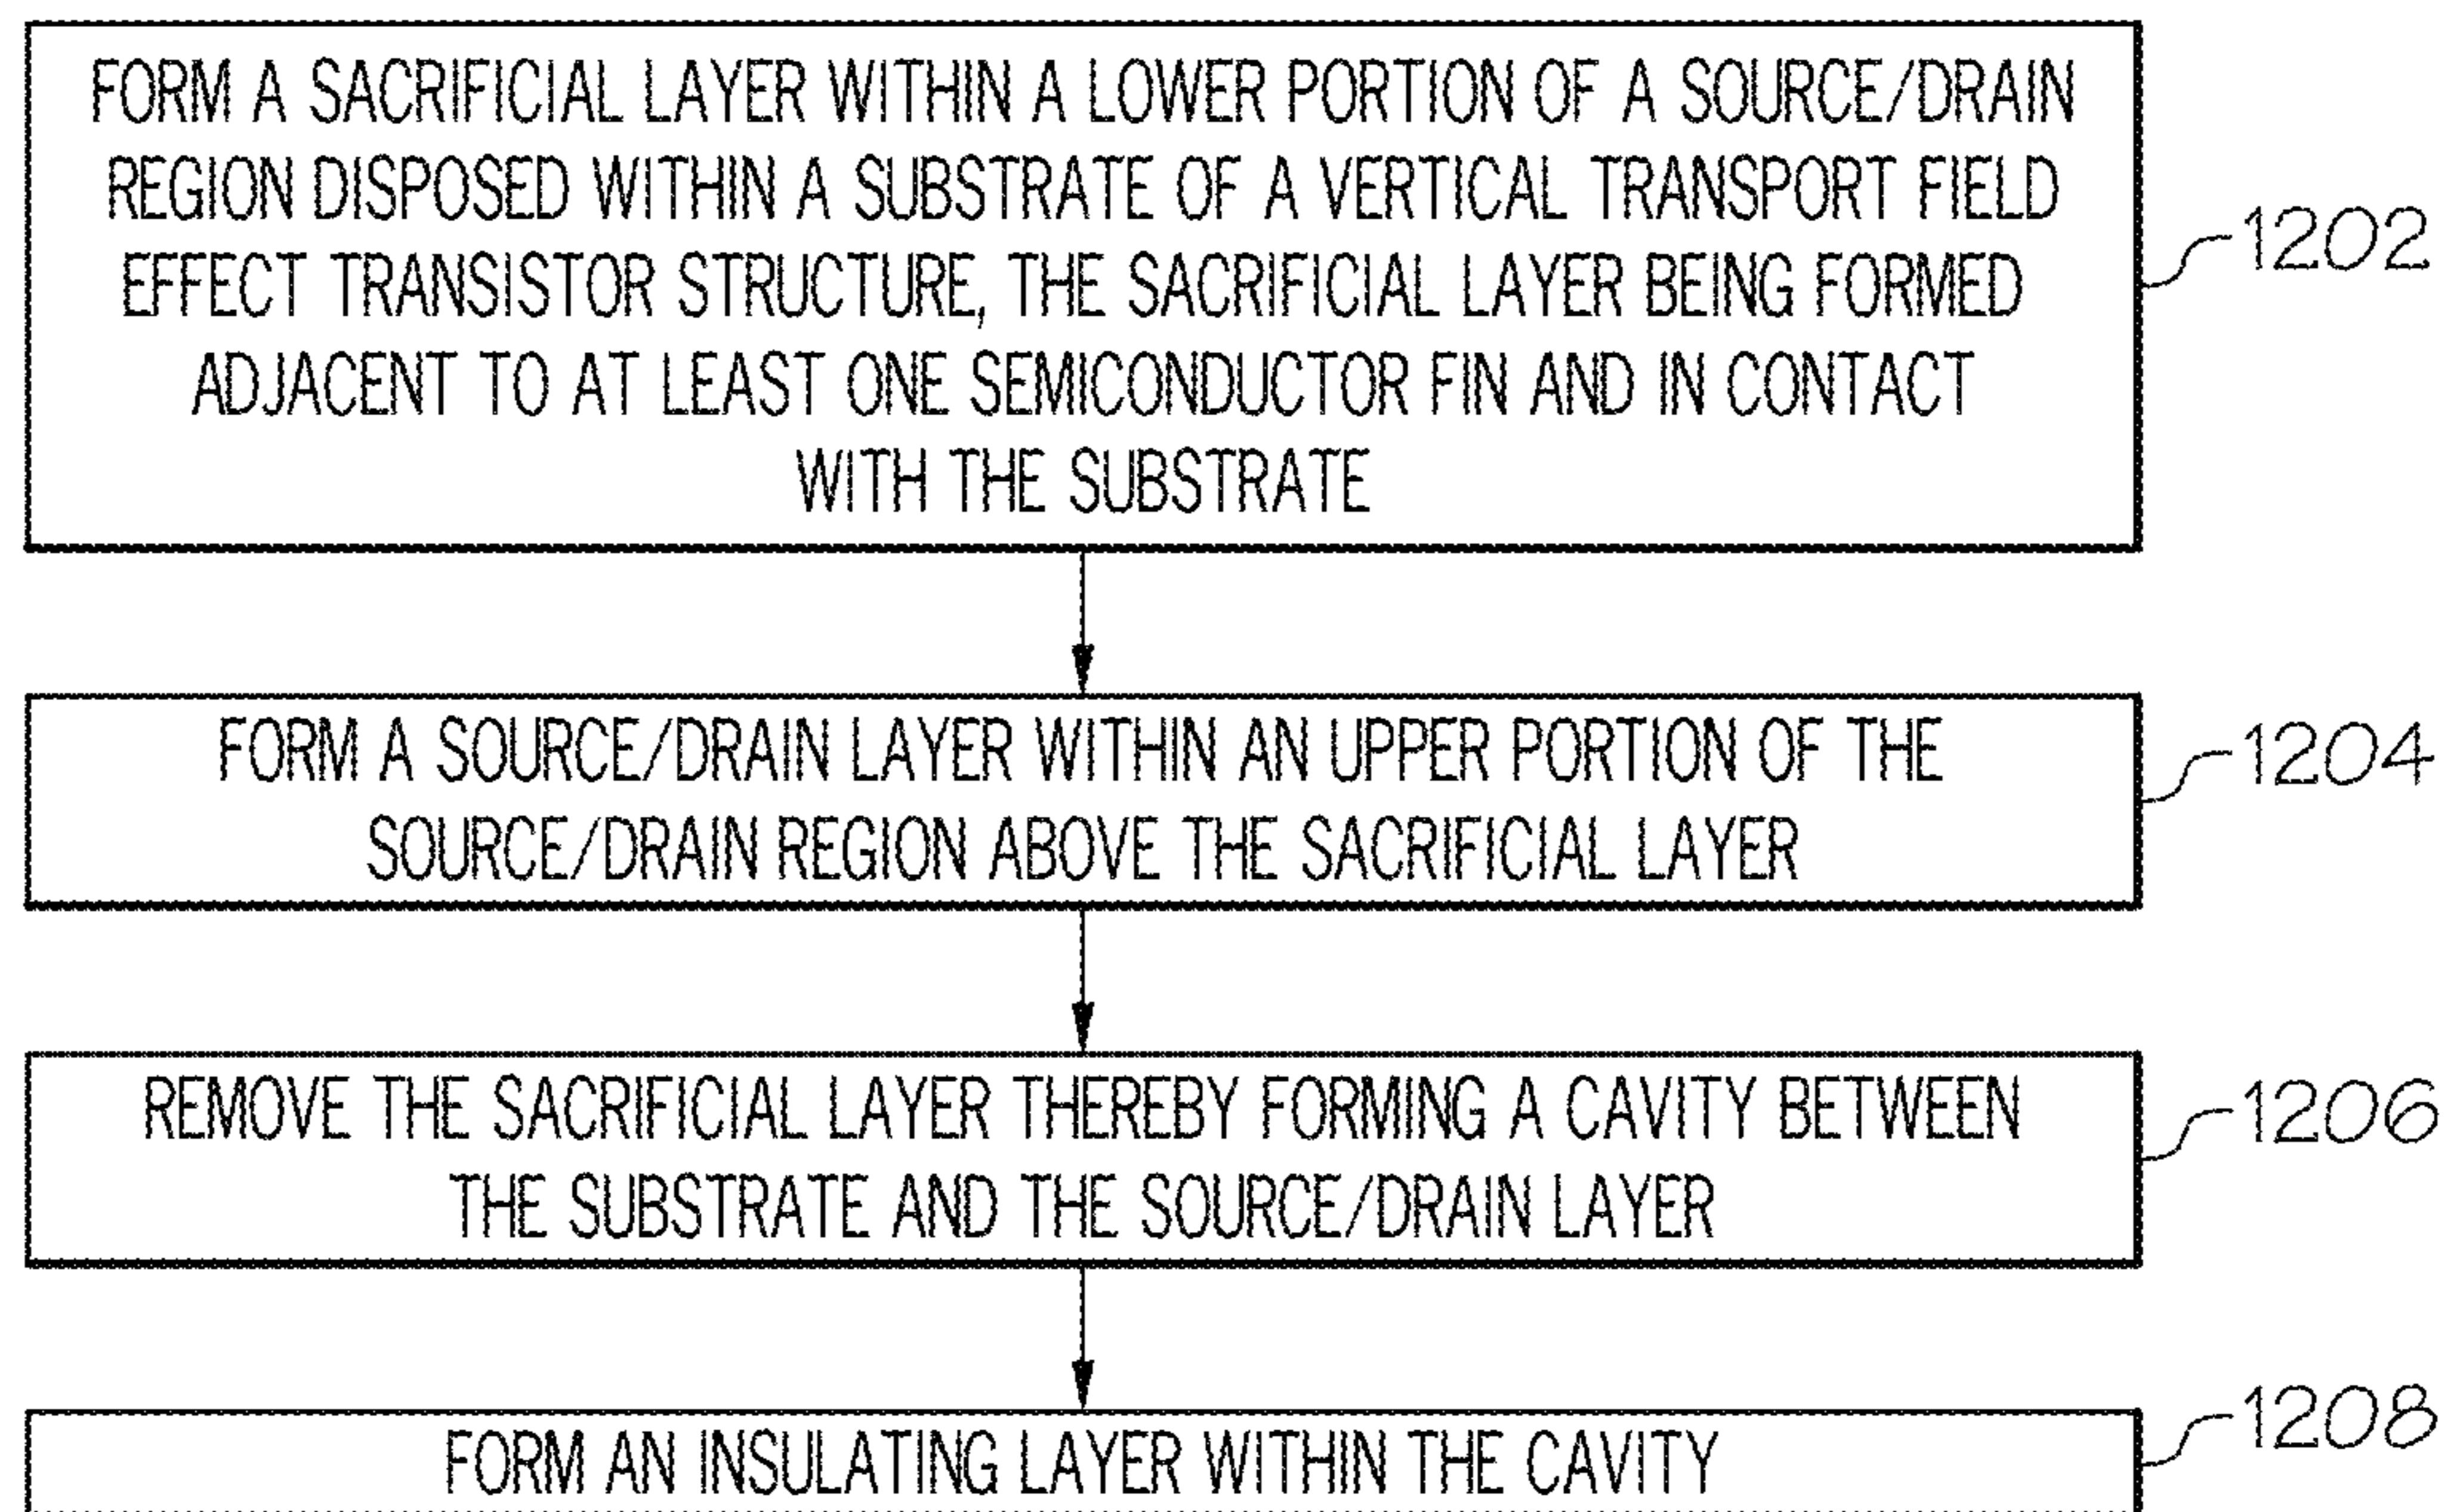 FORM A SACRIFICIAL LAYER WITHIN A LOWER PORTION OF A SOURCE/DRAIN
REGION DISPOSED WITHIN A SUBSTRATE OF A VERTICAL TRANSPORT FIELD
EFFECT TRANSISTOR STRUCTURE, THE SACRIFICIAL LAYER BEING FORMED
ADJACENT TO AT LEAST ONE SEMICONDUCTOR FIN AND IN CONTACT
WITH THE SUBSTRATE
1202
FORM A SOURCE/DRAIN LAYER WITHIN AN UPPER PORTION OF THE
SOURCE/DRAIN REGION ABOVE THE SACRIFICIAL LAYER
1204
REMOVE THE SACRIFICIAL LAYER THEREBY FORMING A CAVITY BETWEEN
THE SUBSTRATE AND THE SOURCE/DRAIN LAYER
1206
FORM AN INSULATING LAYER WITHIN THE CAVITY
1208